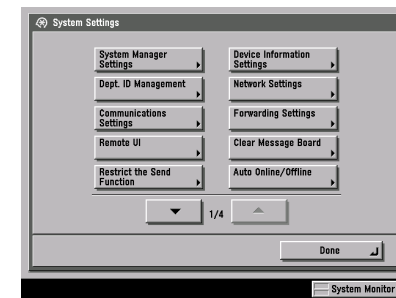 System Settings
System Manager
Settings
Device Information
Settings
Dept. ID Management
Network Settings
Communications
Settings
Forwarding Settings
Remote UI
Clear Message Board
Restrict the Send
Function
Auto Online/Offline
1/4
Done
System Monitor